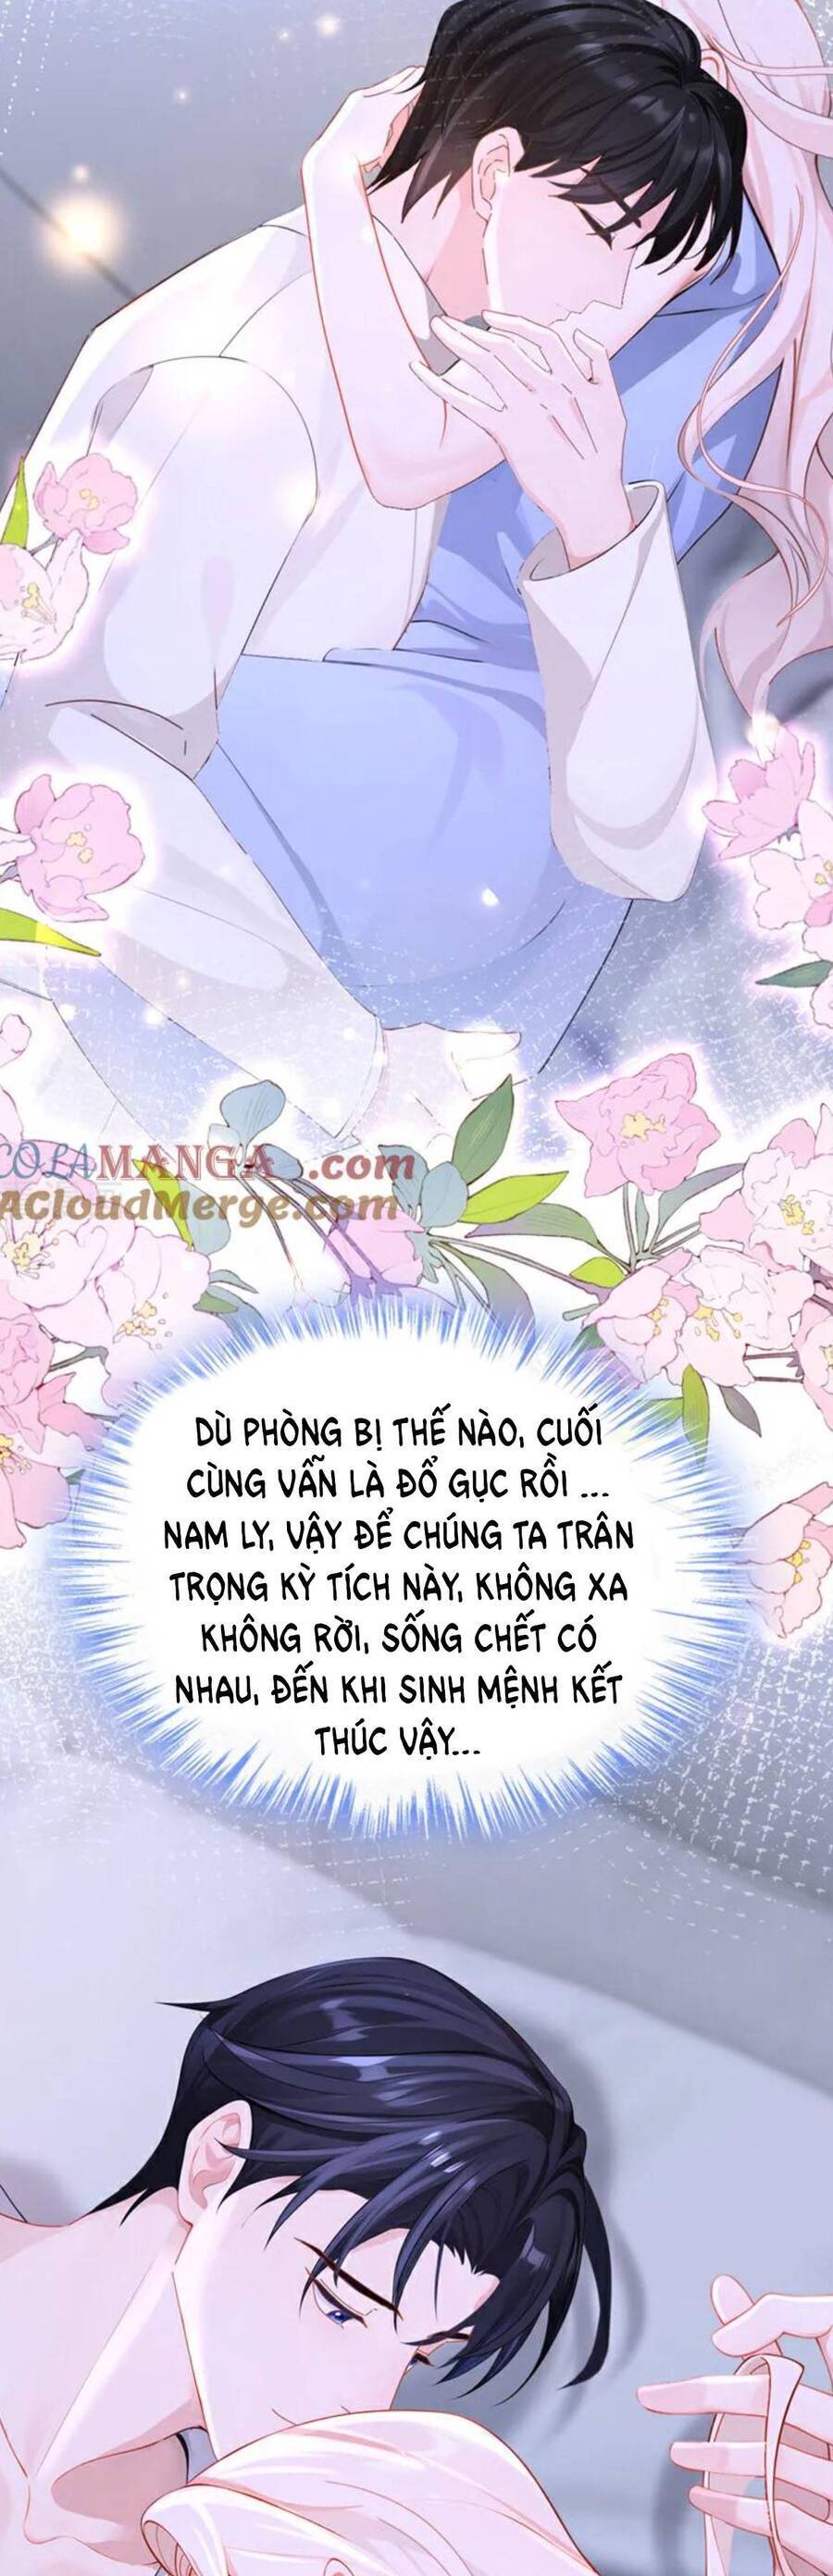 COLAMANGA.com
ACloudMerge.com
DÙ PHÒNG BỊ THẾ NÀO, CUỐI
CÙNG VẪN LÀ ĐỔ GỤC RỒI ...
NAM LY, VẬY ĐỂ CHÚNG TA TRÂN
TRỌNG KỲ TÍCH NÀY, KHÔNG XA
KHÔNG RỜI, SỐNG CHẾT CÓ
NHAU, ĐẾN KHI SINH MỆNH KẾT
THÚC VẬY...